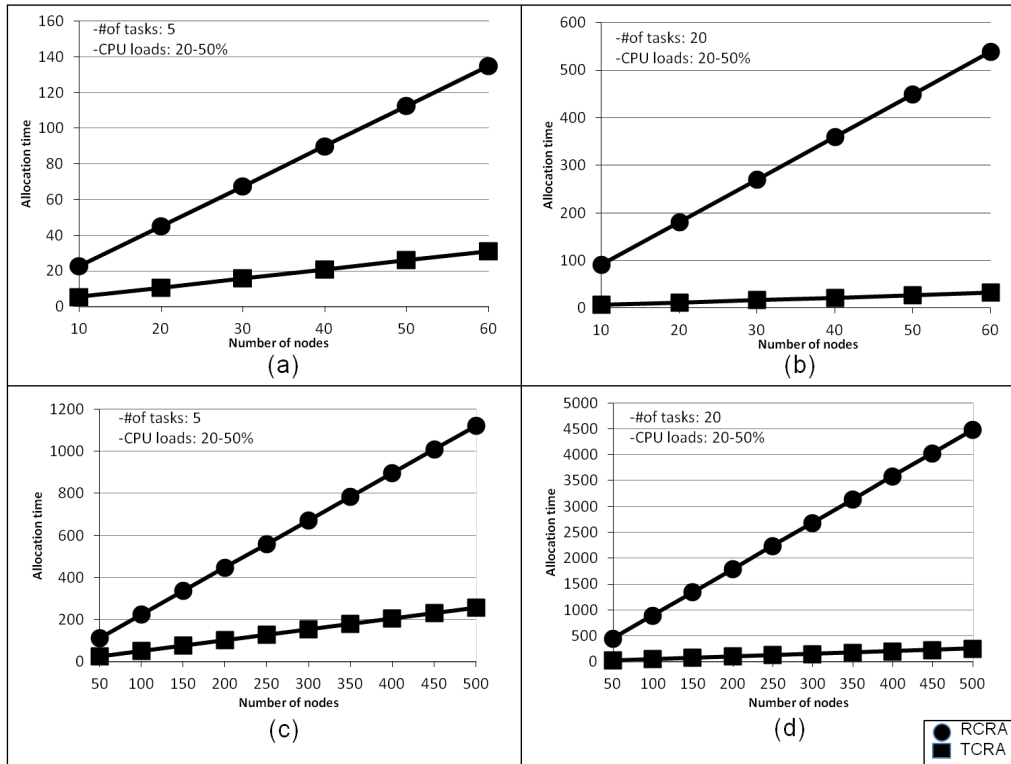 -#of tasks: 5
-CPU loads: 20-50%
Allocation time
160
140
120
100
80
60
40
20
0
10 20 30 40 50 60
Number of nodes
(a)
-#of tasks: 20
-CPU loads: 20-50%
Allocation time
600
500
400
300
200
100
0
10 20 30 40 50 60
Number of nodes
(b)
-#of tasks: 5
-CPU loads: 20-50%
Allocation time
1200
1000
800
600
400
200
0
50 100 150 200 250 300 350 400 450 500
Number of nodes
(c)
-#of tasks: 20
-CPU loads: 20-50%
Allocation time
5000
4500
4000
3500
3000
2500
2000
1500
1000
500
0
50 100 150 200 250 300 350 400 450 500
Number of nodes
(d)
RCRA
TCRA